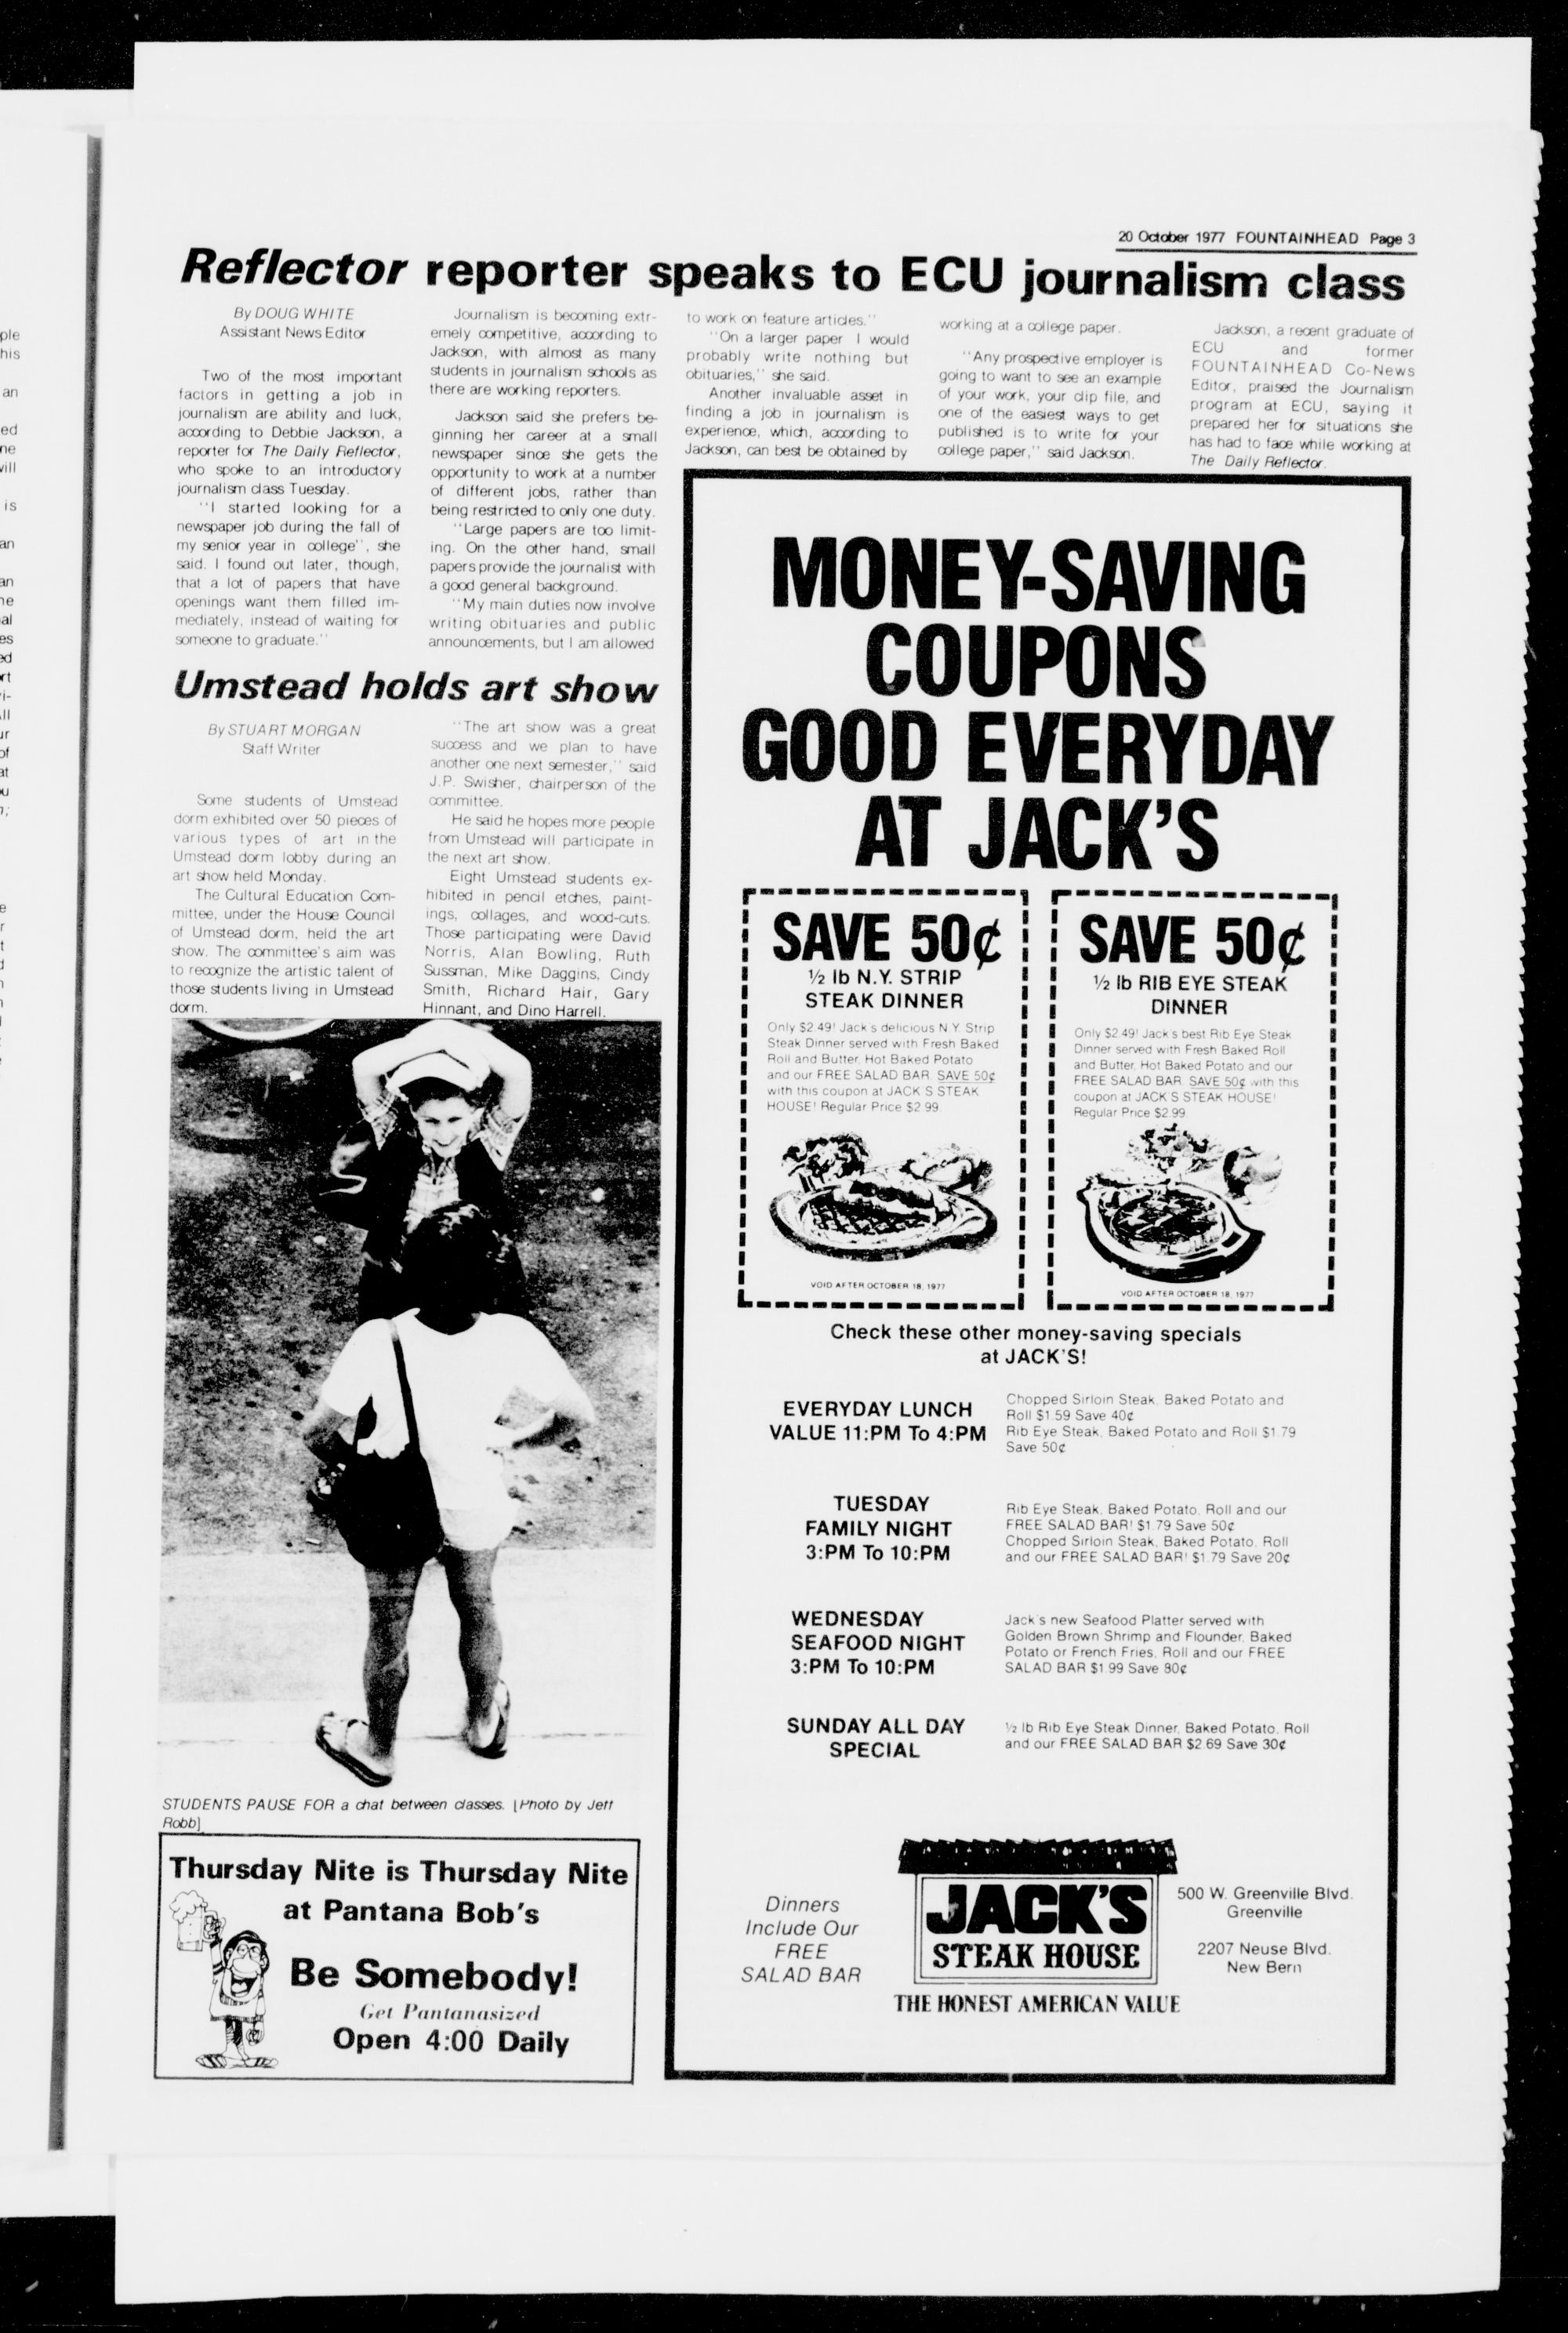 20 October 1977 FOUNTAINHEAD Page 3
Reflector reporter speaks to ECU journalism class
By DOUG WHITE
Assistant News Editor
Two of the most important
factors in getting a job in
journalism are ability and luck,
according to Debbie Jackson, a
reporter for The Daily Reflector,
who spoke to an introductory
journalism class Tuesday.
"I started looking for a
newspaper job during the fall of
my senior year in college", she
said. I found out later, though,
that a lot of papers that have
openings want them filled im-
mediately, instead of waiting for
someone to graduate."
Journalism is becoming extr-
emely competitive, according to
Jackson, with almost as many
students in journalism schools as
there are working reporters.
Jackson said she prefers be-
ginning her career at a small
newspaper since she gets the
opportunity to work at a number
of different jobs, rather than
being restricted to only one duty.
"Large papers are too limit-
ing. On the other hand, small
papers provide the journalist with
a good general background.
"My main duties now involve
writing obituaries and public
announcements, but I am allowed
to work on feature articles."
"On a larger paper I would
probably write nothing but
obituaries," she said.
Another invaluable asset in
finding a job in journalism is
experience, which, according to
Jackson, can best be obtained by
working at a college paper.
"Any prospective employer is
going to want to see an example
of your work, your clip file, and
one of the easiest ways to get
published is to write for your
college paper," said Jackson.
Jackson, a recent graduate of
ECU and former
FOUNTAINHEAD Co-News
Editor, praised the Journalism
program at ECU, saying it
prepared her for situations she
has had to face while working at
The Daily Reflector.
Umstead holds art show
By STUART MORGAN
Staff Writer
Some students of Umstead
dorm exhibited over 50 pieces of
various types of art in the
Umstead dorm lobby during an
art show held Monday.
The Cultural Education Com-
mittee, under the House Council
of Umstead dorm, held the art
show. The committee's aim was
to recognize the artistic talent of
those students living in Umstead
dorm.
"The art show was a great
success and we plan to have
another one next semester," said
J.P. Swisher, chairperson of the
committee.
He said he hopes more people
from Umstead will participate in
the next art show.
Eight Umstead students ex-
hibited in pencil etches, paint-
ings, collages, and wood-cuts.
Those participating were David
Norris, Alan Bowling, Ruth
Sussman, Mike Daggins, Cindy
Smith, Richard Hair, Gary
Hinnant, and Dino Harrell.
STUDENTS PAUSE FOR a chat between classes. [Photo by Jeff
Robb]
Thursday Nite is Thursday Nite
at Pantana Bob's
Be Somebody!
Get Pantanasized
Open 4:00 Daily
MONEY-SAVING
COUPONS
GOOD EVERYDAY
AT JACK'S
SAVE 50¢
½ lb N.Y. STRIP
STEAK DINNER
Only $2.49! Jack's delicious N.Y. Strip
Steak Dinner served with Fresh Baked
Roll and Butter, Hot Baked Potato
and our FREE SALAD BAR. SAVE 50¢
with this coupon at JACK'S STEAK
HOUSE! Regular Price $2.99.
VOID AFTER OCTOBER 18, 1977
SAVE 50¢
½ lb RIB EYE STEAK
DINNER
Only $2.49! Jack's best Rib Eye Steak
Dinner served with Fresh Baked Roll
and Butter, Hot Baked Potato and our
FREE SALAD BAR. SAVE 50¢ with this
coupon at JACK'S STEAK HOUSE!
Regular Price $2.99
VOID AFTER OCTOBER 18, 1977
Check these other money-saving specials
at JACK'S!
EVERYDAY LUNCH
VALUE 11:PM To 4:PM
Chopped Sirloin Steak, Baked Potato and
Roll $1.59 Save 40¢
Rib Eye Steak, Baked Potato and Roll $1.79
Save 50¢
TUESDAY
FAMILY NIGHT
3:PM To 10:PM
Rib Eye Steak, Baked Potato, Roll and our
FREE SALAD BAR! $1.79 Save 50¢
Chopped Sirloin Steak, Baked Potato, Roll
and our FREE SALAD BAR! $1.79 Save 20¢
WEDNESDAY
SEAFOOD NIGHT
3:PM To 10:PM
Jack's new Seafood Platter served with
Golden Brown Shrimp and Flounder, Baked
Potato or French Fries, Roll and our FREE
SALAD BAR $1.99 Save 80¢
SUNDAY ALL DAY
SPECIAL
½ lb Rib Eye Steak Dinner, Baked Potato, Roll
and our FREE SALAD BAR $2.69 Save 30¢
Dinners
Include Our
FREE
SALAD BAR
JACK'S
STEAK HOUSE
THE HONEST AMERICAN VALUE
500 W. Greenville Blvd.
Greenville
2207 Neuse Blvd.
New Bern